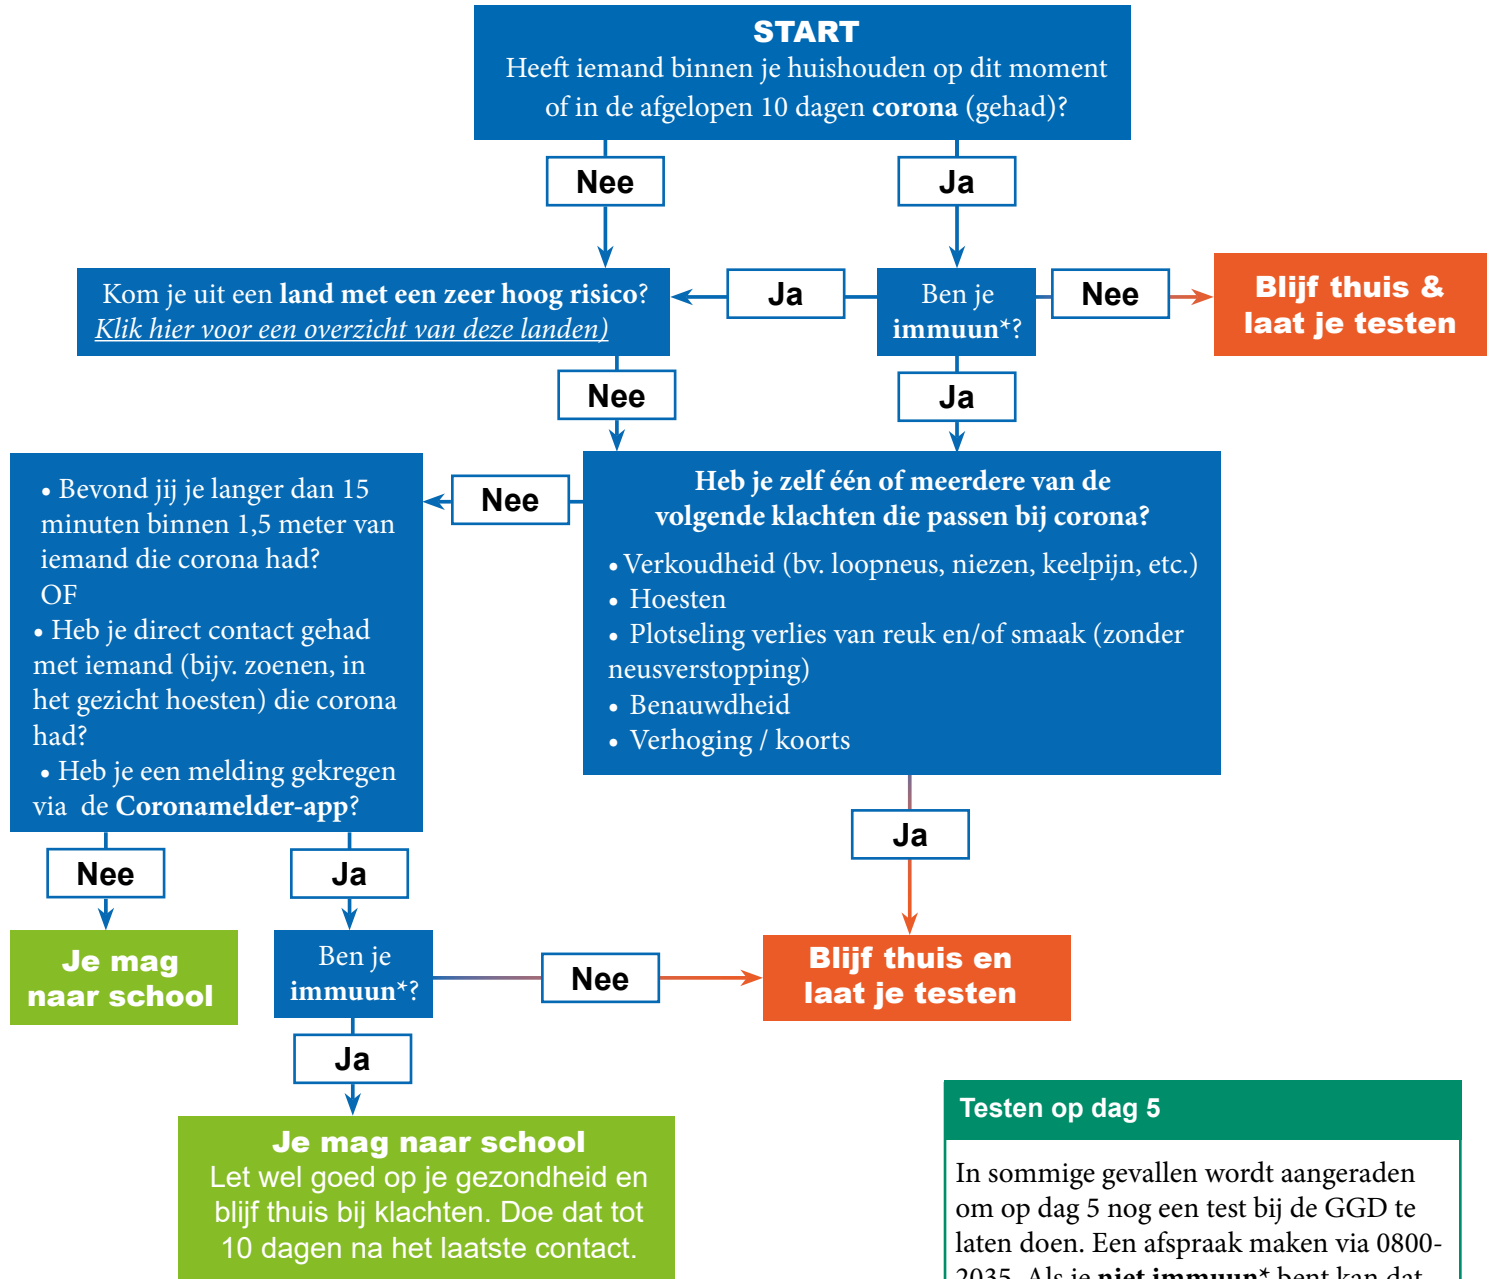 START
Heeft iemand binnen je huishouden op dit moment
of in de afgelopen 10 dagen corona (gehad)?
Nee
Ja
Kom je uit een land met een zeer hoog risico?
Klik hier voor een overzicht van deze landen)
Ja
Ben je
immuun*?
Nee
Blijf thuis &
laat je testen
Nee
Ja
• Bevond jij je langer dan 15
minuten binnen 1,5 meter van
iemand die corona had?
OF
• Heb je direct contact gehad
met iemand (bijv. zoenen, in
het gezicht hoesten) die corona
had?
• Heb je een melding gekregen
via de Coronamelder-app?
Nee
Heb je zelf één of meerdere van de
volgende klachten die passen bij corona?
• Verkoudheid (bv. loopneus, niezen, keelpijn, etc.)
• Hoesten
• Plotseling verlies van reuk en/of smaak (zonder
neusverstopping)
• Benauwdheid
• Verhoging / koorts
Nee
Ja
Ja
Je mag
naar school
Ben je
immuun*?
Nee
Blijf thuis en
laat je testen
Ja
Je mag naar school
Let wel goed op je gezondheid en
blijf thuis bij klachten. Doe dat tot
10 dagen na het laatste contact.
Testen op dag 5
In sommige gevallen wordt aangeraden
om op dag 5 nog een test bij de GGD te
laten doen. Een afspraak maken via 0800-
2035. Als je niet immuun* bent kan dat